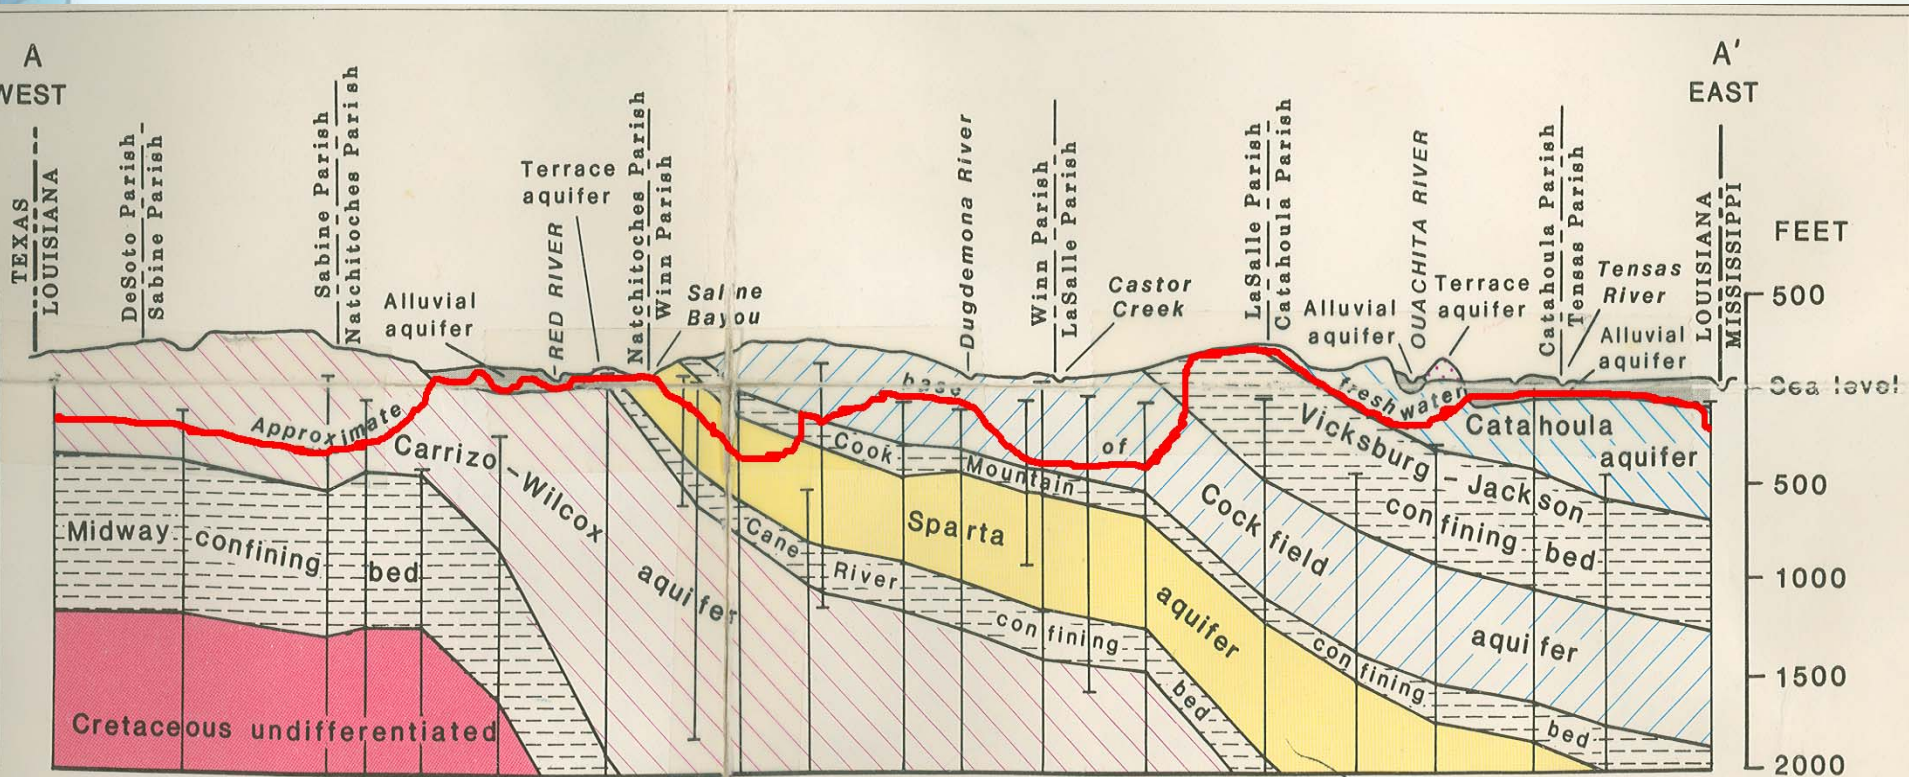 A
WEST
A'
EAST
TEXAS
LOUISIANA
DeSoto Parish
Sabine Parish
Sabine Parish
Natchitoches Parish
Alluvial
aquifer
RED RIVER
Terrace
aquifer
Natchitoches Parish
Winn Parish
Saline
Bayou
Dugdemona River
Winn Parish
LaSalle Parish
Castor
Creek
LaSalle Parish
Catahoula Parish
Alluvial
aquifer
OUACHITA RIVER
Terrace
aquifer
Catahoula Parish
Tensas Parish
Tensas
River
Alluvial
aquifer
LOUISIANA
MISSISSIPPI
FEET
500
Sea level
500
1000
1500
2000
Approximate base of freshwater
Carrizo-Wilcox
aquifer
Midway confining
bed
Cretaceous undifferentiated
Cook Mountain
Sparta
aquifer
Cane River confining
bed
Cockfield
aquifer
confining
bed
Vicksburg-Jackson
confining bed
Catahoula
aquifer